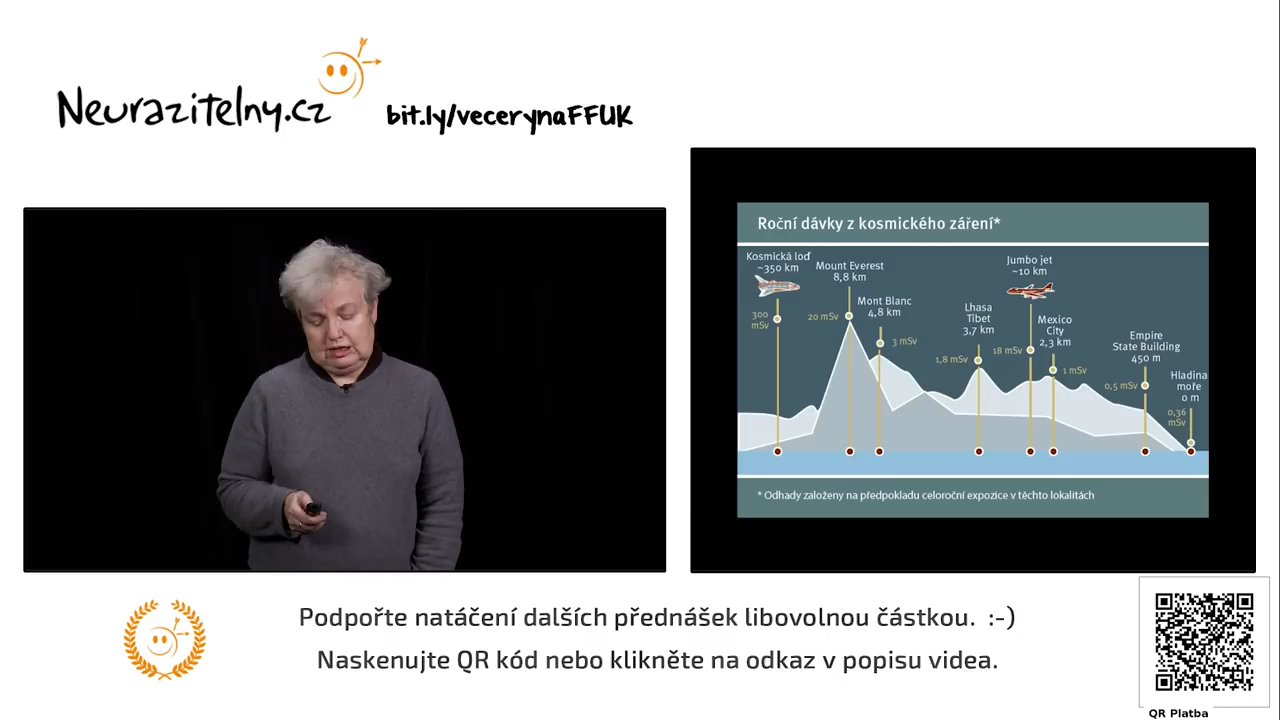 Neurazitelny.cz
bit.ly/vecerynaFFUK
Roční dávky z kosmického záření*
Kosmická loď
~350 km
Mount Everest
8,8 km
Mont Blanc
4,8 km
Lhasa
Tibet
3,7 km
Jumbo jet
~10 km
Mexico
City
2,3 km
Empire
State Building
450 m
Hladina
moře
0 m
300
mSv
20 mSv
3 mSv
1,8 mSv
18 mSv
1 mSv
0,5 mSv
0,36
mSv
* Odhady založeny na předpokladu celoroční expozice v těchto lokalitách
Podpořte natáčení dalších přednášek libovolnou částkou. :-)
Naskenujte QR kód nebo klikněte na odkaz v popisu videa.
QR Platba